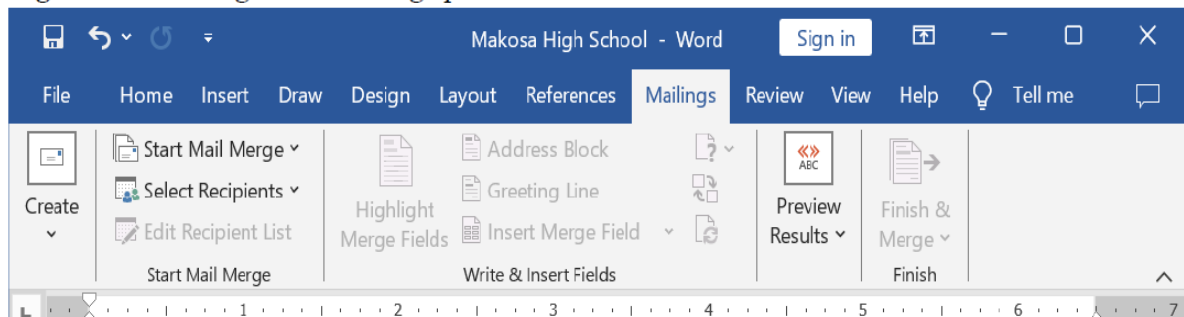 Makosa High School - Word Sign in
File Home Insert Draw Design Layout References Mailings Review View Help Tell me
Create
Start Mail Merge
Select Recipients
Edit Recipient List
Start Mail Merge
Highlight
Merge Fields
Address Block
Greeting Line
Insert Merge Field
Write & Insert Fields
ABC
Preview
Results
Finish &
Merge
Finish
L 1 2 3 4 5 6 7